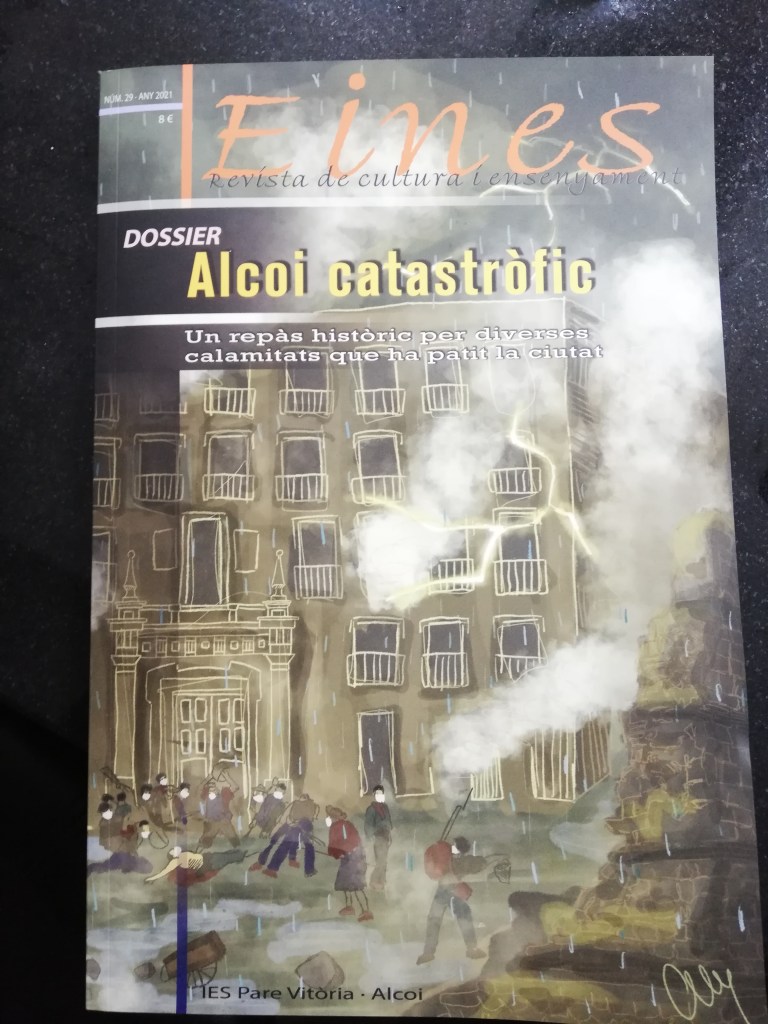 NÚM. 29 - ANY 2021
8 €
Eines
Revista de cultura i ensenyament
DOSSIER
Alcoi catastròfic
Un repàs històric per diverses
calamitats que ha patit la ciutat
IES Pare Vitòria · Alcoi